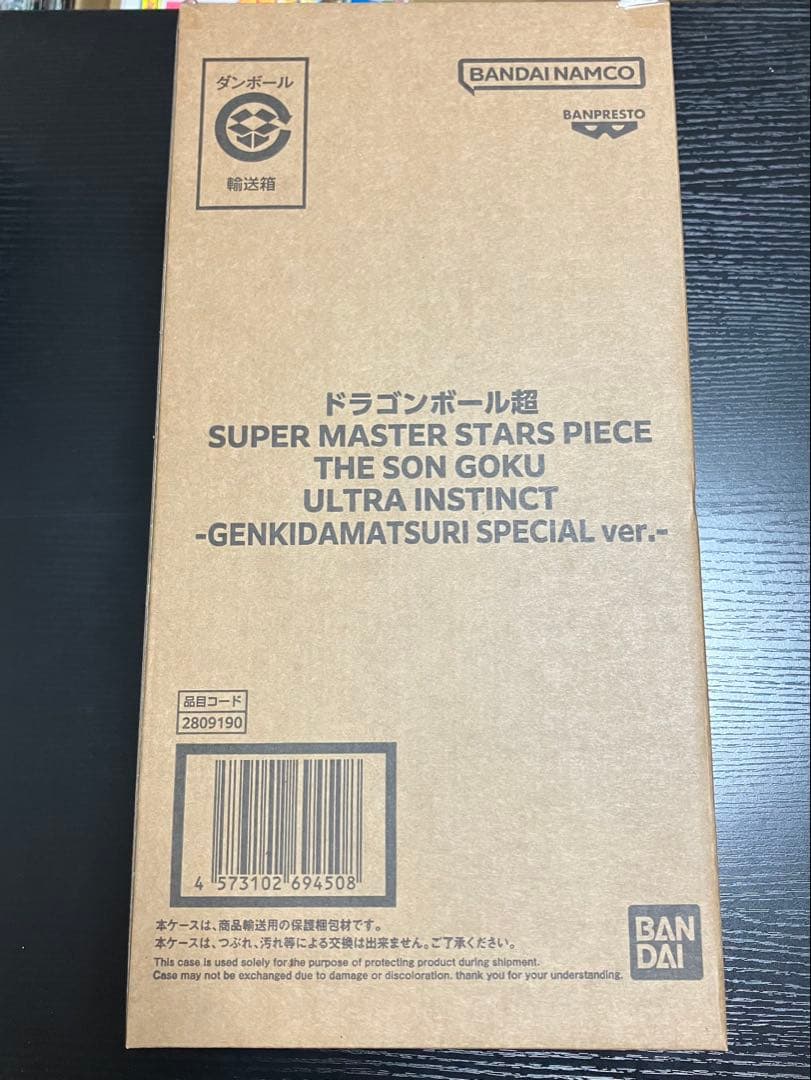 ダンボール
輸送箱
BANDAI NAMCO
BANPRESTO
ドラゴンボール超
SUPER MASTER STARS PIECE
THE SON GOKU
ULTRA INSTINCT
-GENKIDAMATSURI SPECIAL ver.-
品目コード
2809190
4 573102 694508
本ケースは、商品輸送用の保護梱包材です。
本ケースは、つぶれ、汚れ等による交換は出来ません。ご了承ください。
This case is used solely for the purpose of protecting product during shipment.
Case may not be exchanged due to damage or discoloration. thank you for your understanding.
BAN
DAI